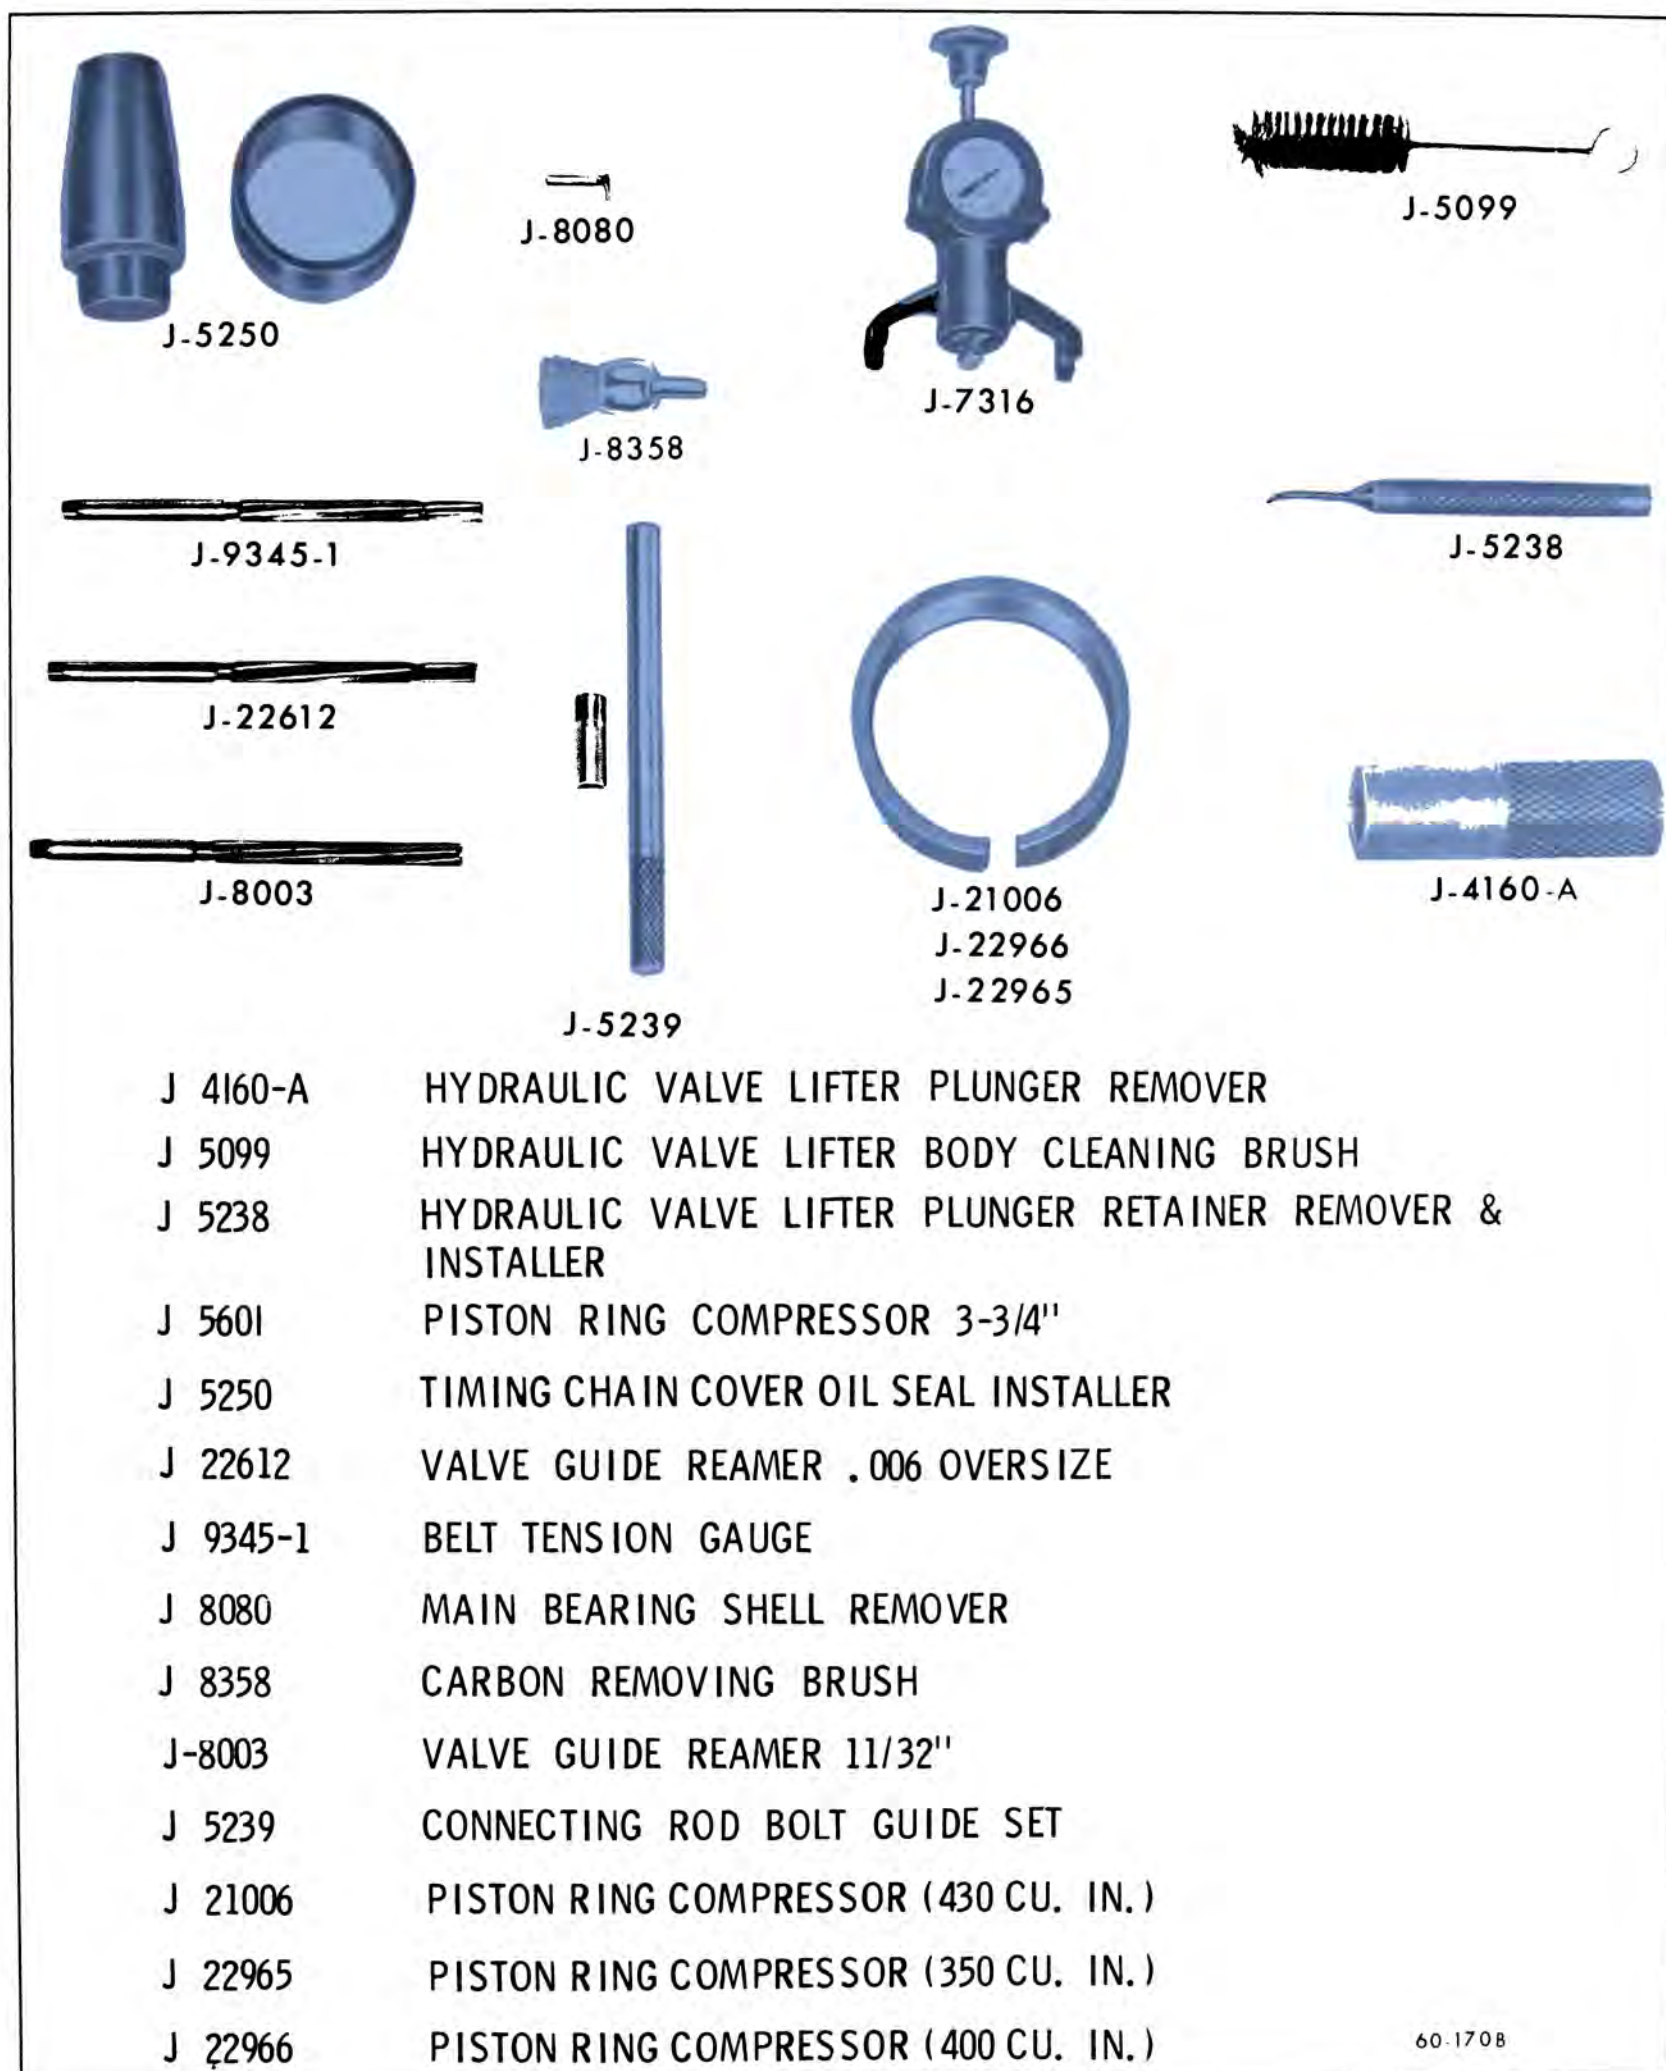 J-5250
J-8080
J-7316
J-5099
J-8358
J-9345-1
J-5238
J-22612
J-8003
J-21006
J-22966
J-22965
J-4160-A
J-5239
J 4160-A HYDRAULIC VALVE LIFTER PLUNGER REMOVER
J 5099 HYDRAULIC VALVE LIFTER BODY CLEANING BRUSH
J 5238 HYDRAULIC VALVE LIFTER PLUNGER RETAINER REMOVER &
INSTALLER
J 5601 PISTON RING COMPRESSOR 3-3/4"
J 5250 TIMING CHAIN COVER OIL SEAL INSTALLER
J 22612 VALVE GUIDE REAMER .006 OVERSIZE
J 9345-1 BELT TENSION GAUGE
J 8080 MAIN BEARING SHELL REMOVER
J 8358 CARBON REMOVING BRUSH
J-8003 VALVE GUIDE REAMER 11/32"
J 5239 CONNECTING ROD BOLT GUIDE SET
J 21006 PISTON RING COMPRESSOR (430 CU. IN.)
J 22965 PISTON RING COMPRESSOR (350 CU. IN.)
J 22966 PISTON RING COMPRESSOR (400 CU. IN.)
60-170B